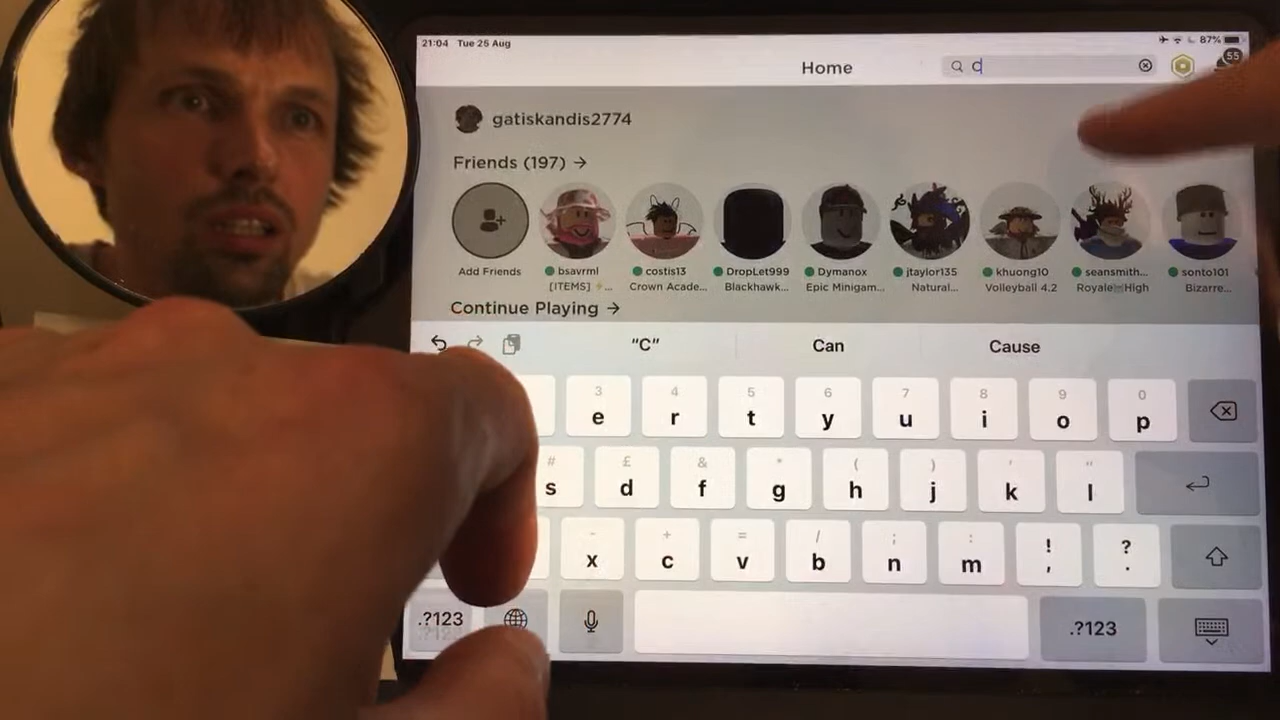 21:04 Tue 25 Aug 87%
Home C 55
gatiskandis2774
Friends (197) →
Add Friends bsavrml costis13 DropLet999 Dymanox jtaylor135 khuong10 seansmith... sonto101
[ITEMS] ⚡... Crown Acade... Blackhawk... Epic Minigam... Natural... Volleyball 4.2 Royale High Bizarre...
Continue Playing →
"C" Can Cause
3 4 5 6 7 8 9 0
e r t y u i o p
# £ & * ( ) ' "
s d f g h j k l
- + = / ; : ! ?
x c v b n m , .
.?123 .?123